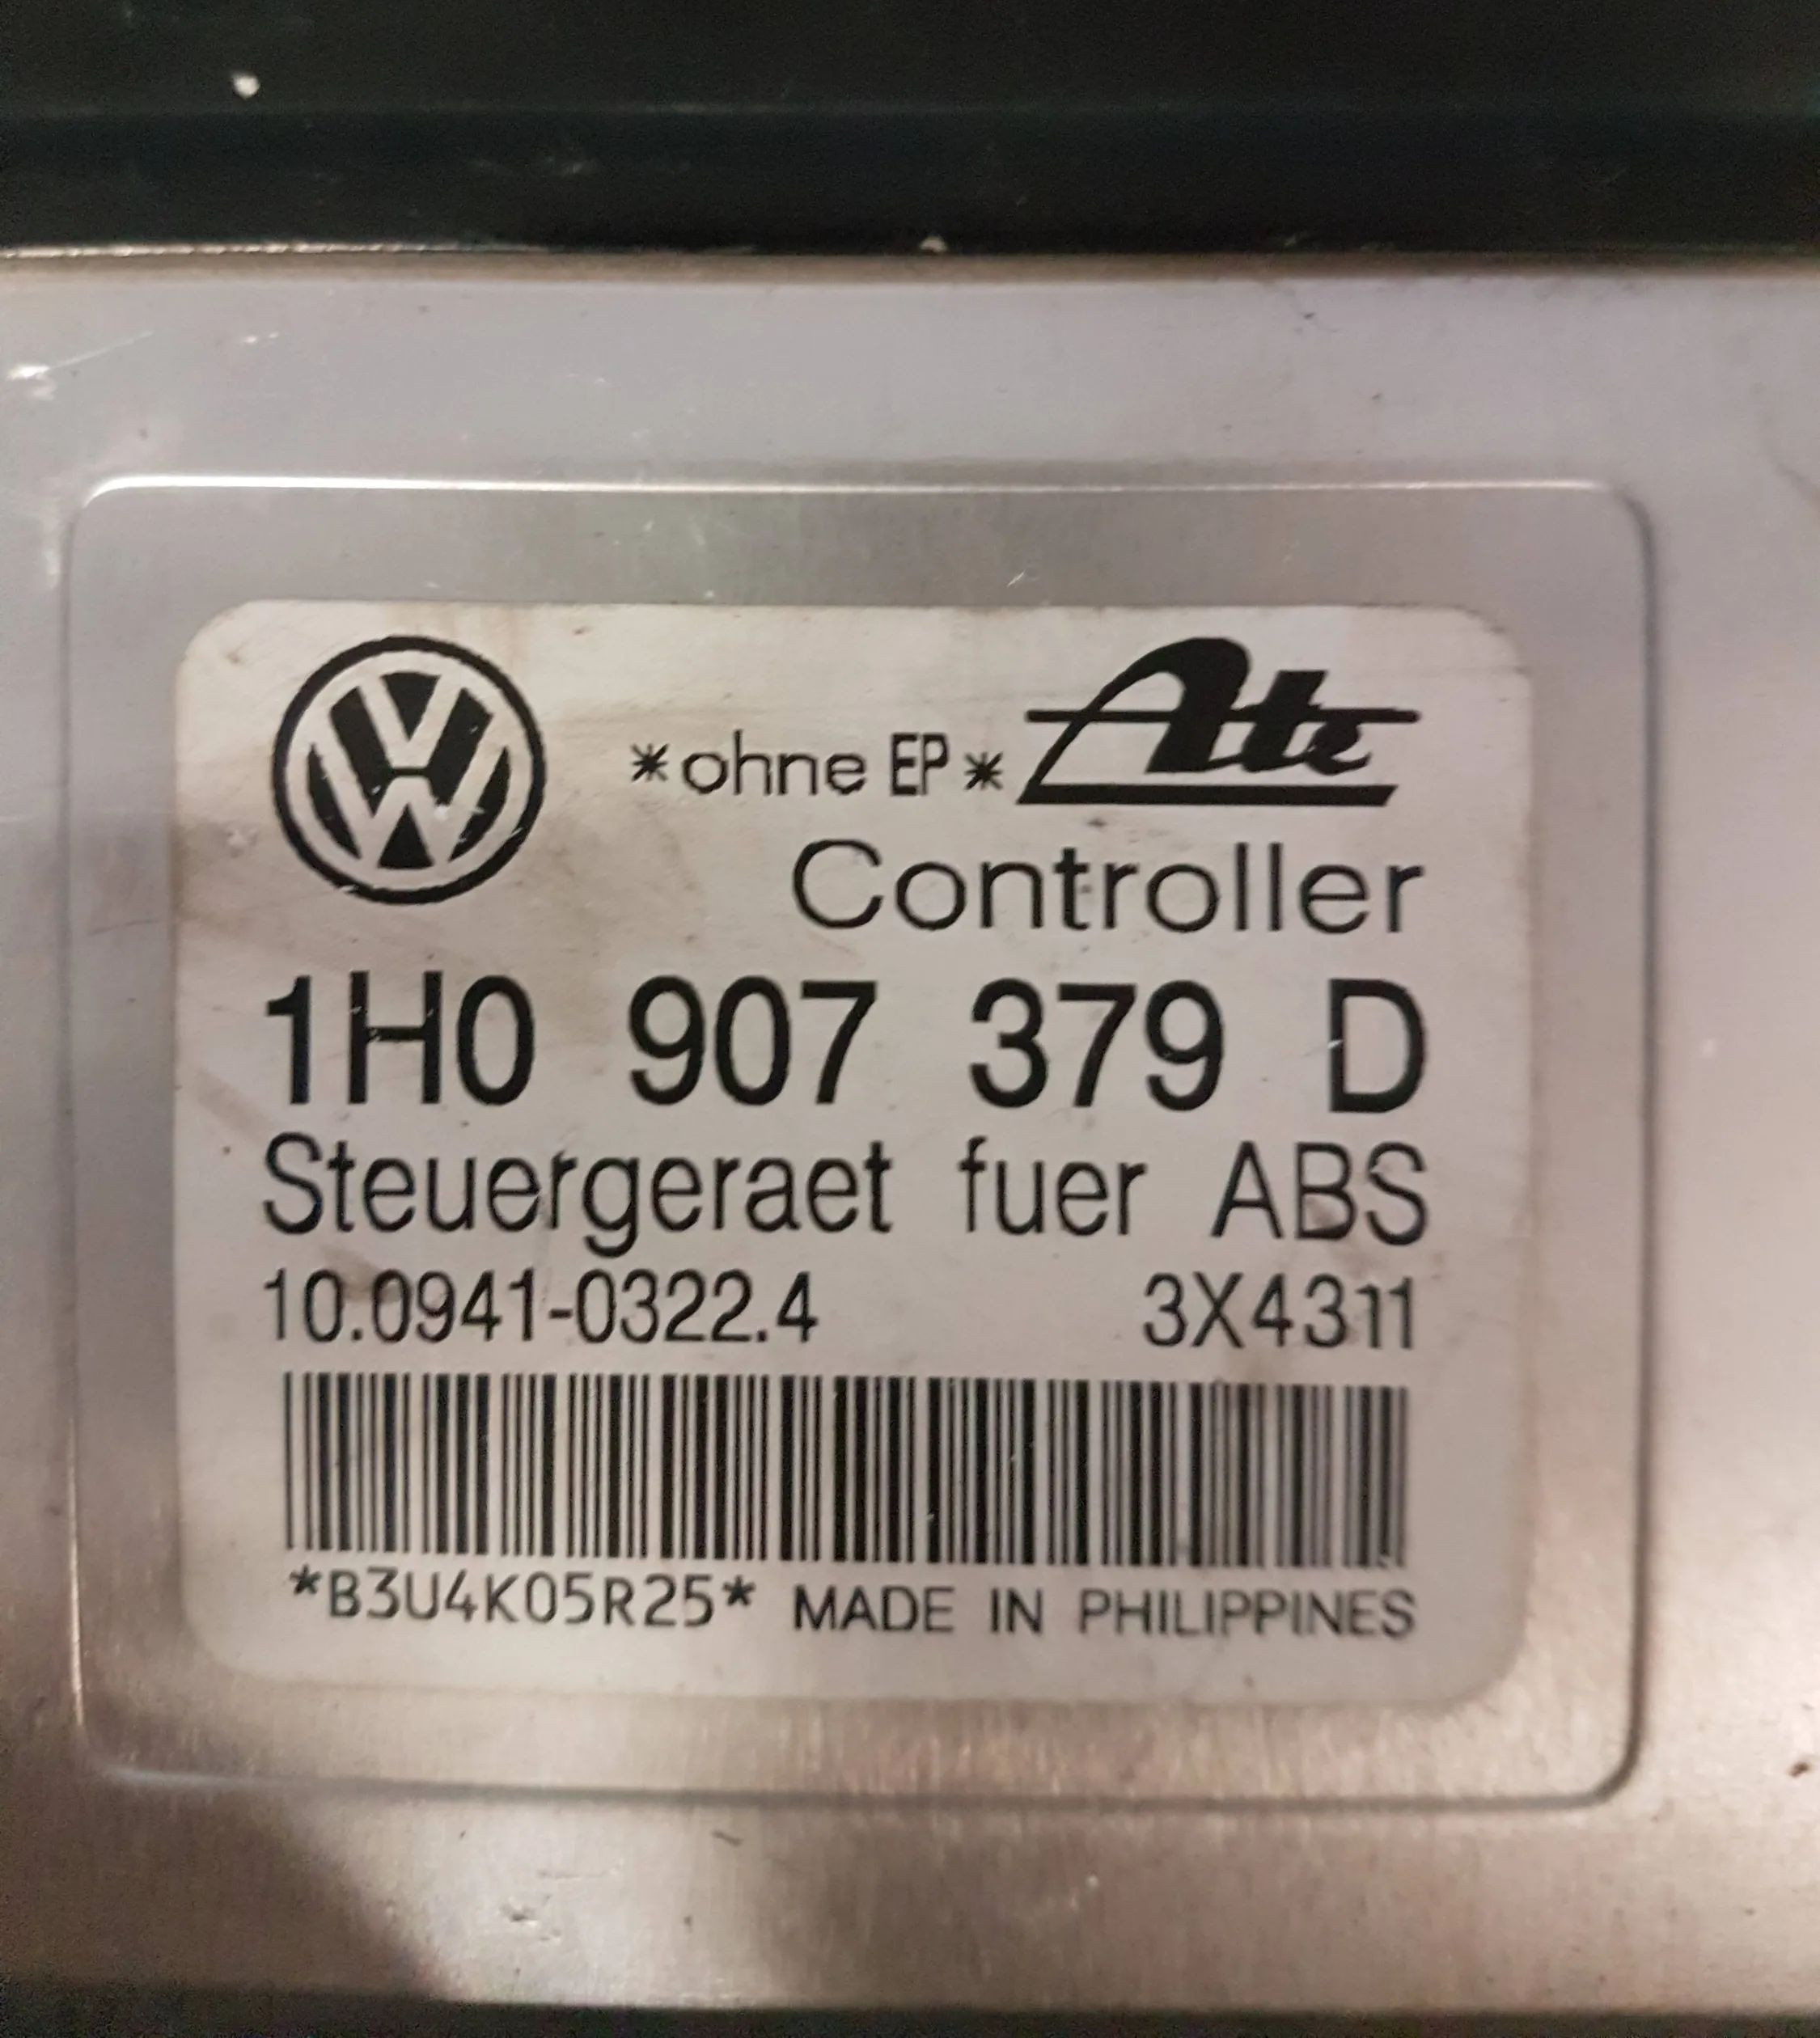 VW *ohne EP* Ate
Controller
1H0 907 379 D
Steuergeraet fuer ABS
10.0941-0322.4 3X4311
*B3U4K05R25* MADE IN PHILIPPINES